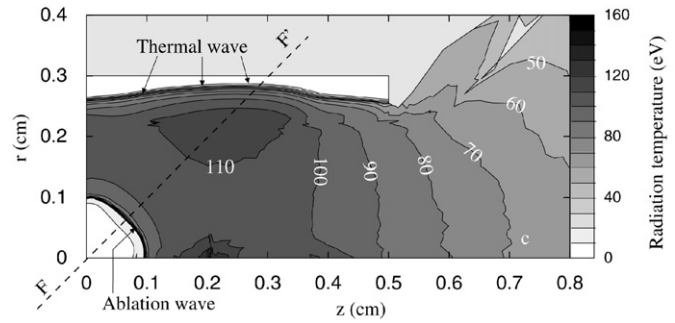 0.4
0.3
0.2
0.1
0
r (cm)
Thermal wave
F'
50
60
70
80
90
100
110
c
F
Ablation wave
0 0.1 0.2 0.3 0.4 0.5 0.6 0.7 0.8
z (cm)
160
120
80
40
0
Radiation temperature (eV)